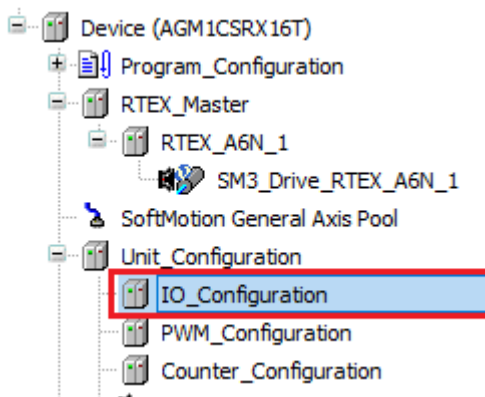 Device (AGM1CSRX16T)
Program_Configuration
RTEX_Master
RTEX_A6N_1
SM3_Drive_RTEX_A6N_1
SoftMotion General Axis Pool
Unit_Configuration
IO_Configuration
PWM_Configuration
Counter_Configuration